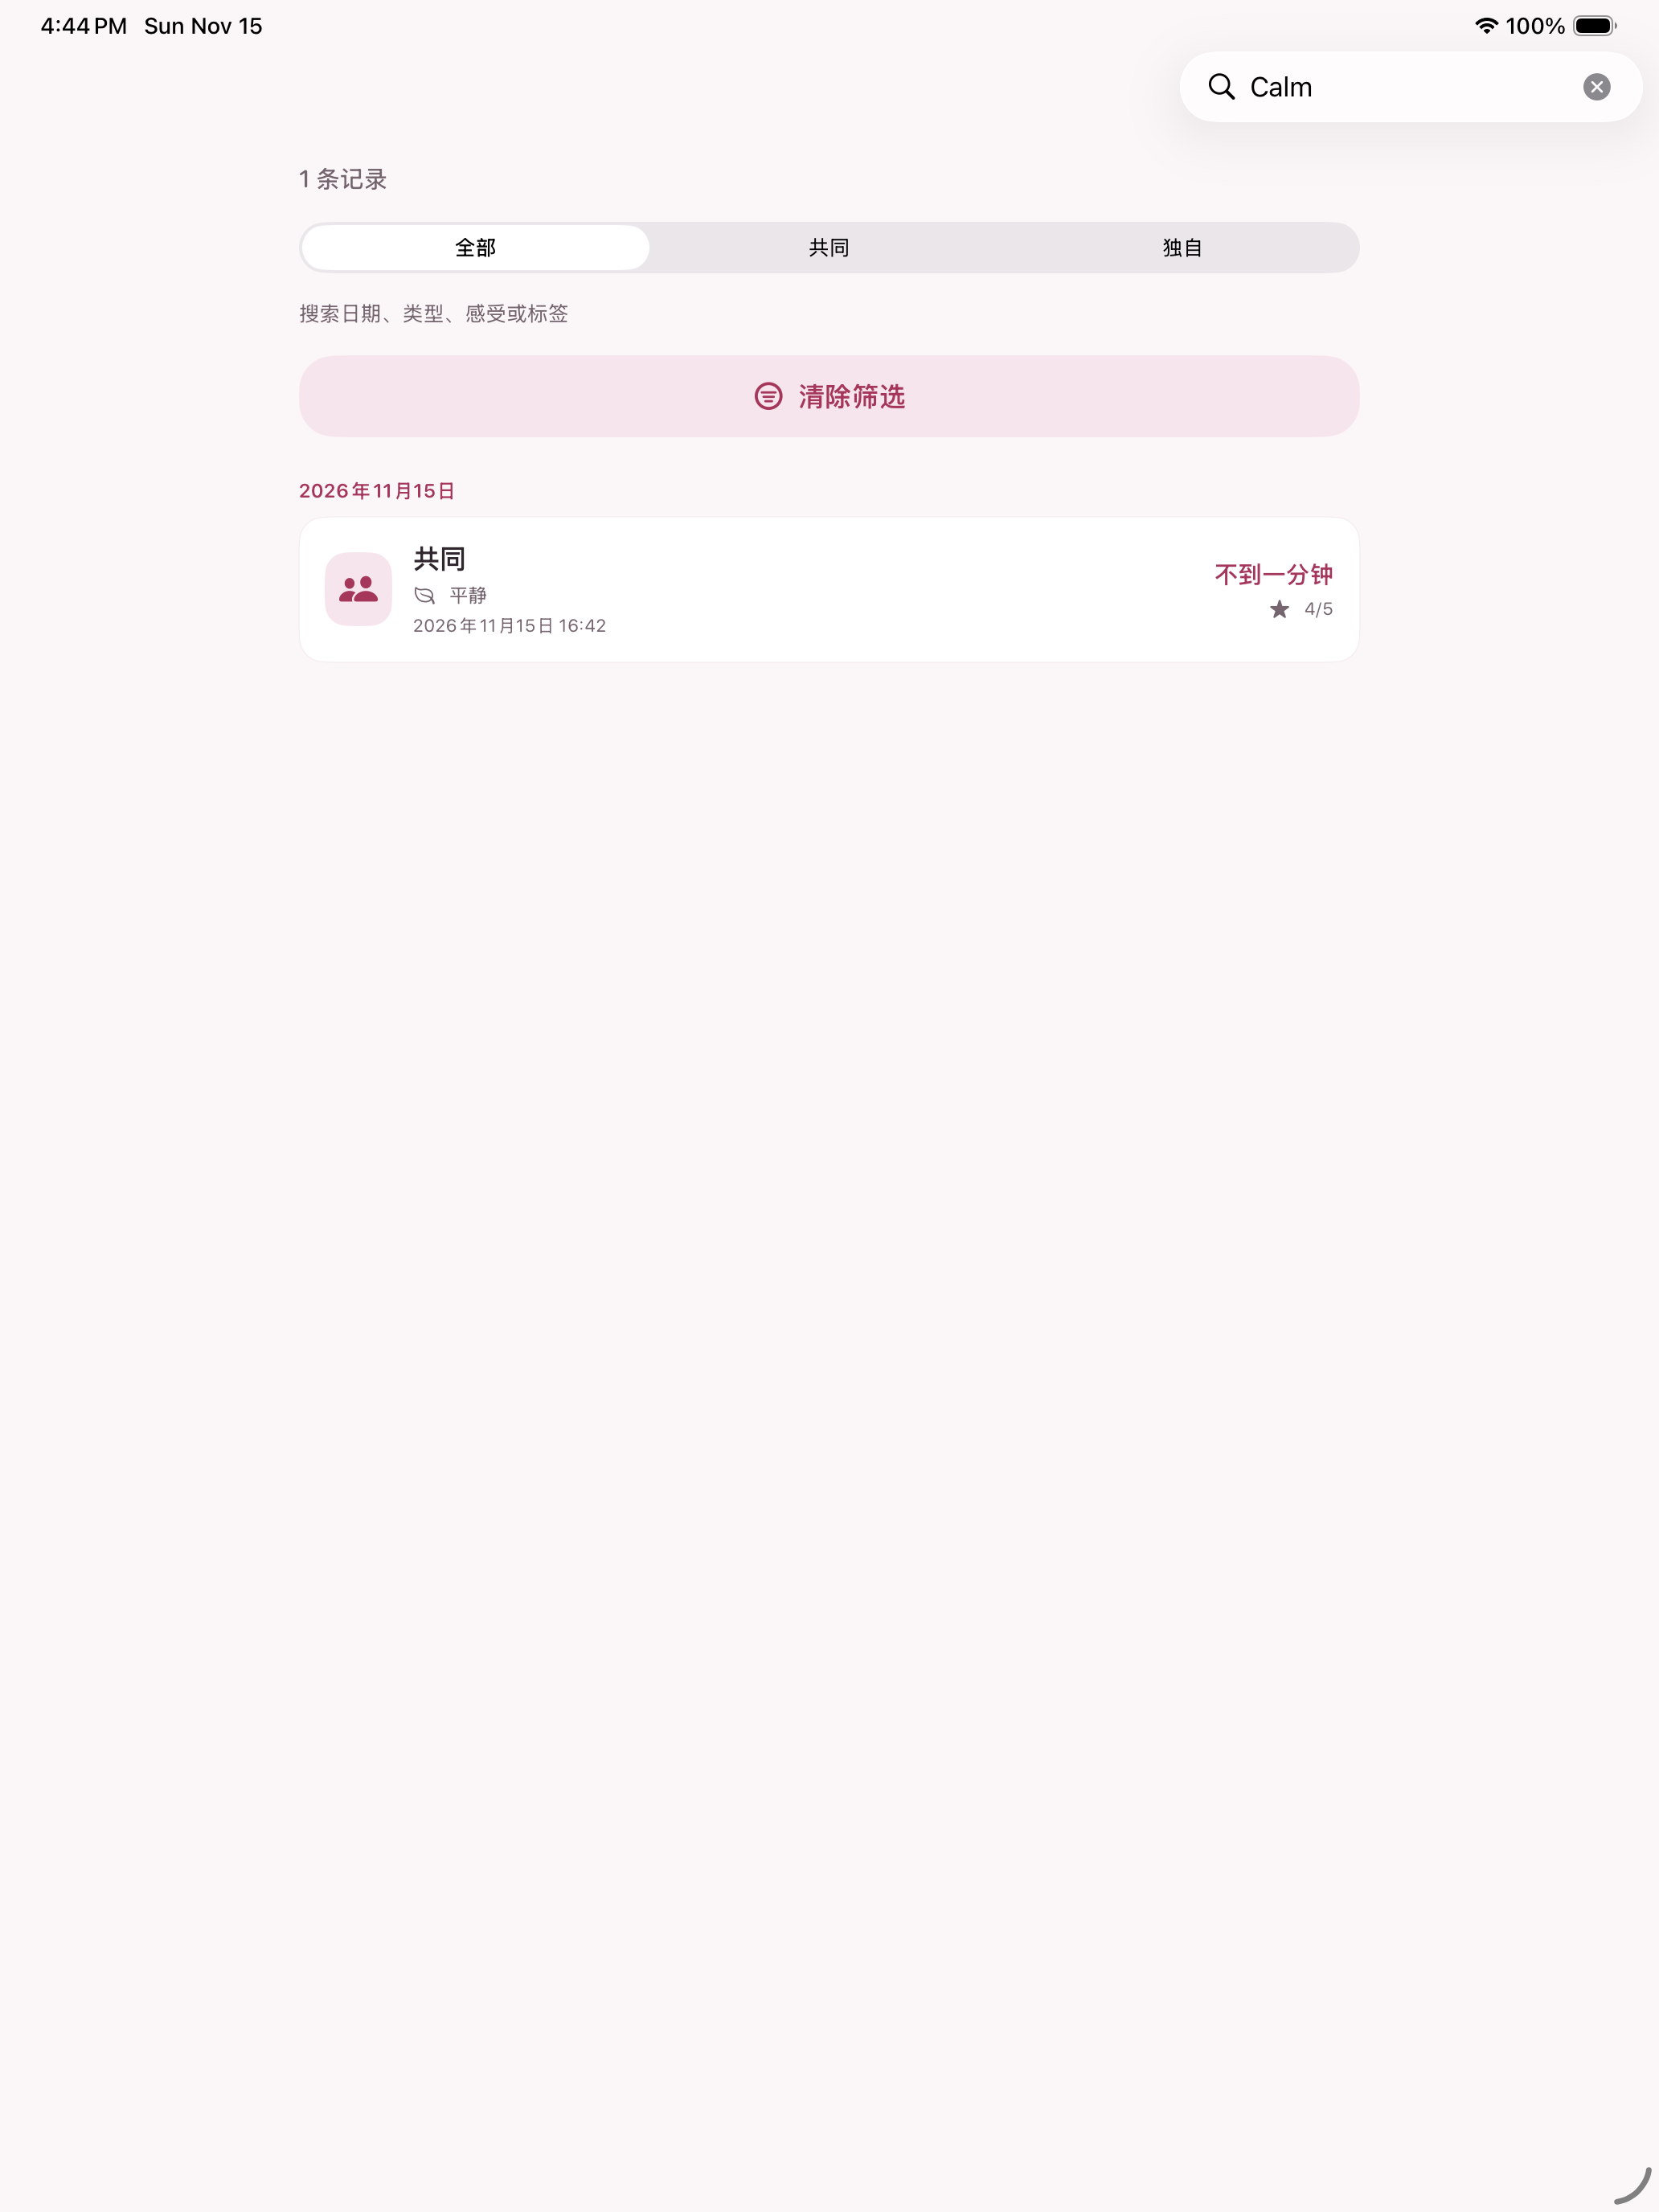 4:44 PM Sun Nov 15
100%
Calm
1 条记录
全部
共同
独自
搜索日期、类型、感受或标签
清除筛选
2026年11月15日
共同
平静
2026年11月15日 16:42
不到一分钟
4/5